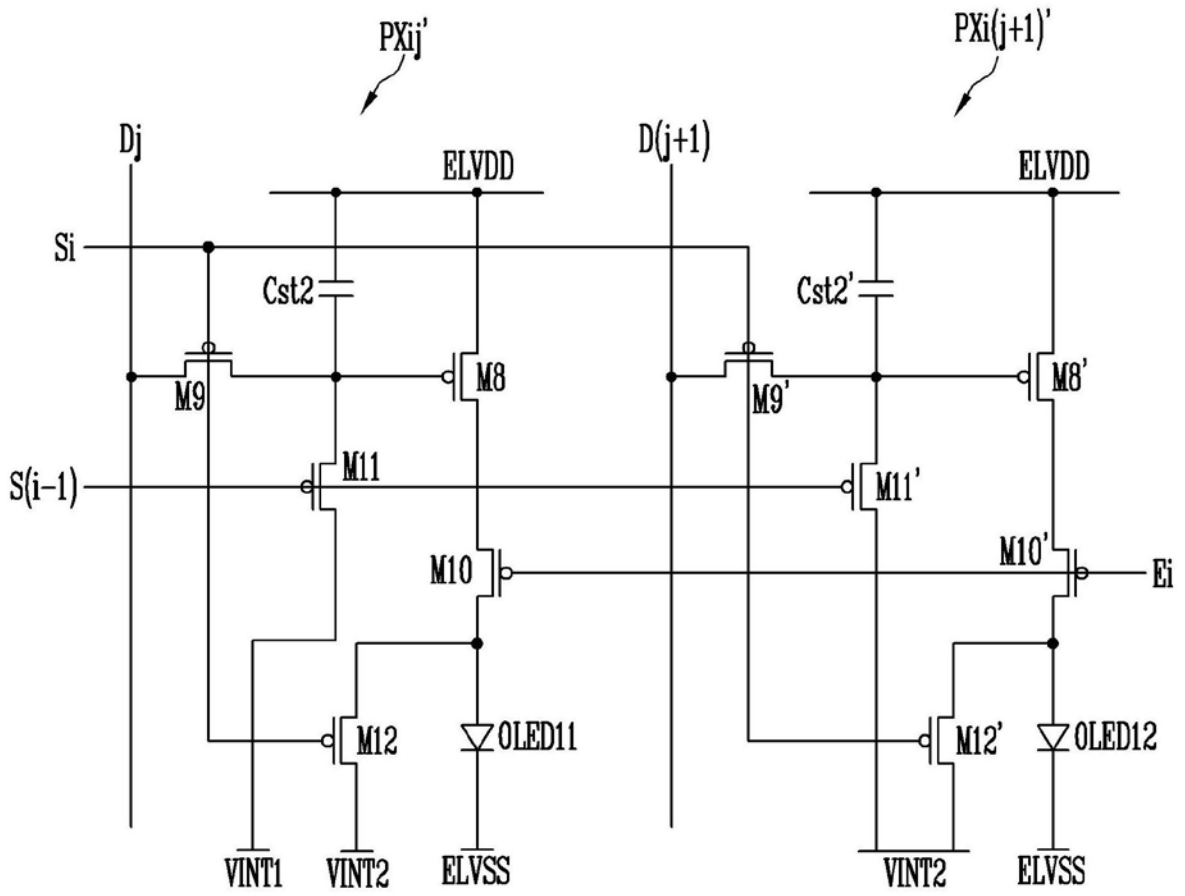 PXij'
PXi(j+1)'
Dj
D(j+1)
ELVDD
ELVDD
Si
Cst2
Cst2'
M9
M8
M9'
M8'
S(i-1)
M11
M11'
M10
M10'
Ei
M12
OLED11
M12'
OLED12
VINT1
VINT2
ELVSS
VINT2
ELVSS